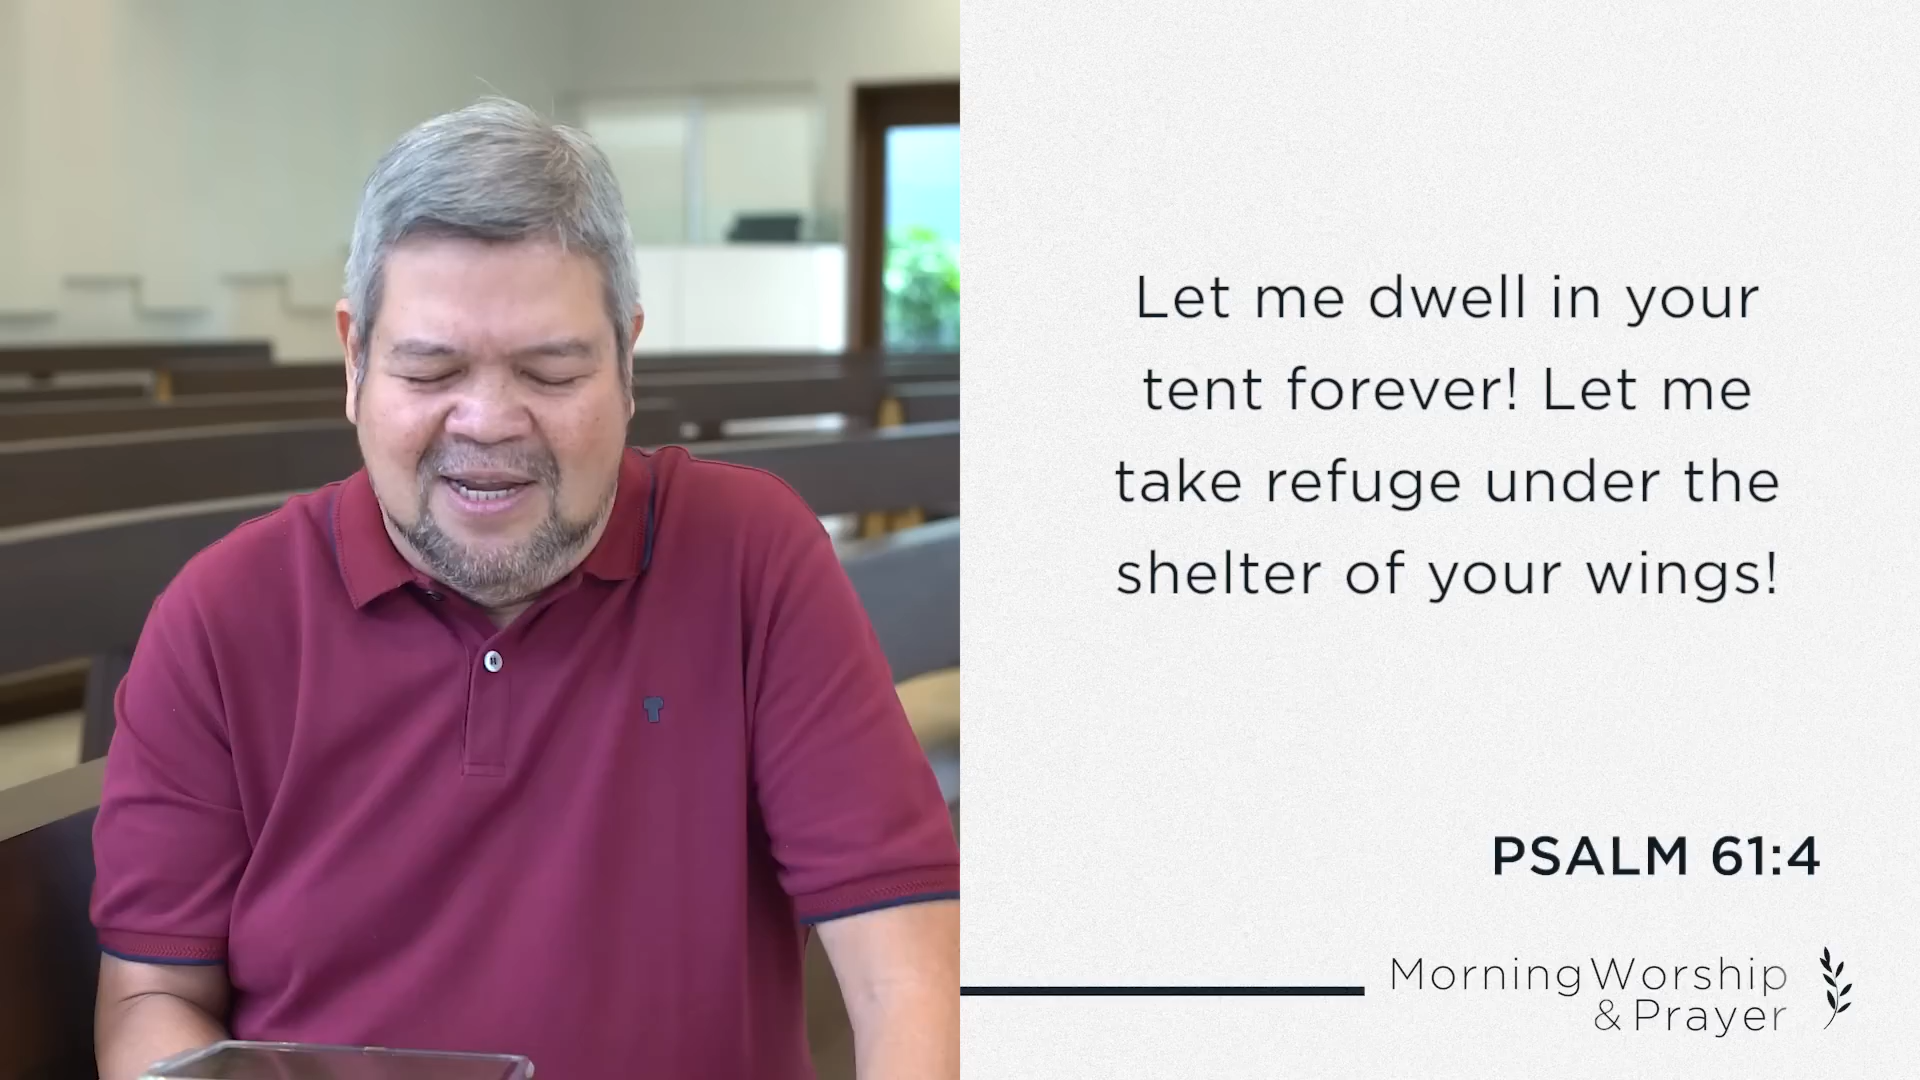 Let me dwell in your
tent forever! Let me
take refuge under the
shelter of your wings!
PSALM 61:4
Morning Worship
& Prayer